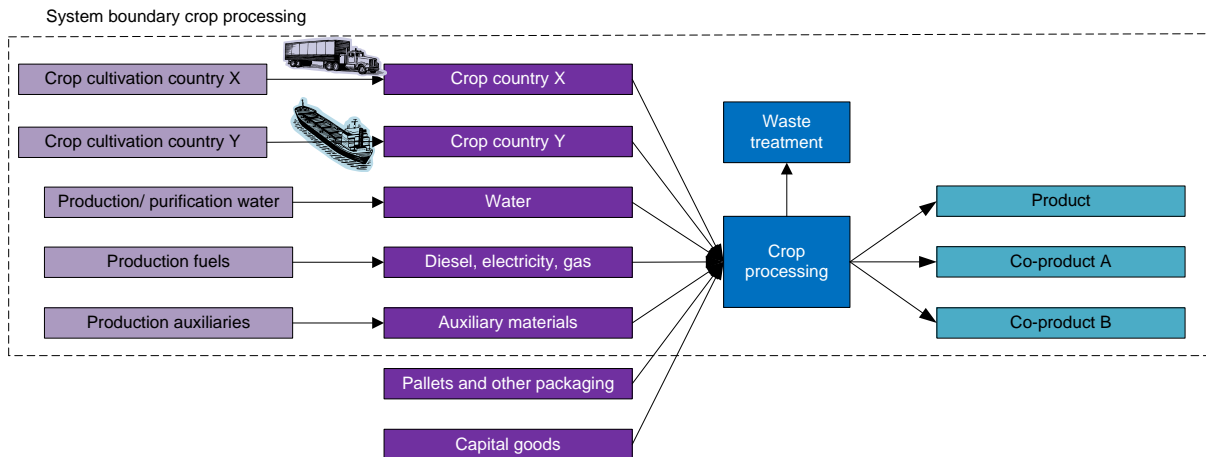 System boundary crop processing
Crop cultivation country X
Crop country X
Crop cultivation country Y
Crop country Y
Waste
treatment
Production/ purification water
Water
Product
Production fuels
Diesel, electricity, gas
Crop
processing
Co-product A
Production auxiliaries
Auxiliary materials
Co-product B
Pallets and other packaging
Capital goods